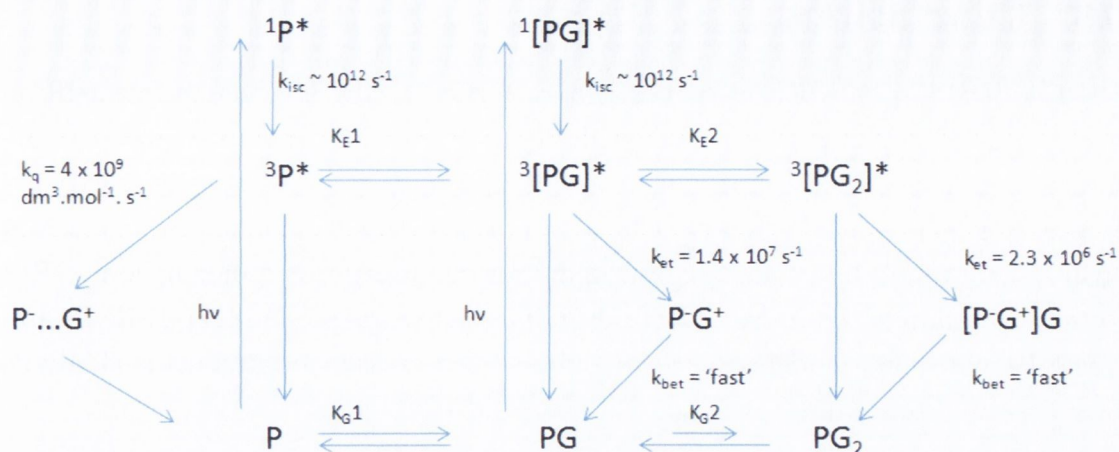 ¹P* ¹[PG]*
k_isc ~ 10¹² s⁻¹ k_isc ~ 10¹² s⁻¹
K_E1 K_E2
k_q = 4 x 10⁹
dm³.mol⁻¹. s⁻¹
³P* ³[PG]* ³[PG₂]*
k_et = 1.4 x 10⁷ s⁻¹ k_et = 2.3 x 10⁶ s⁻¹
P⁻...G⁺ hν hν P⁻G⁺ [P⁻G⁺]G
k_bet = 'fast' k_bet = 'fast'
K_G1 K_G2
P PG PG₂